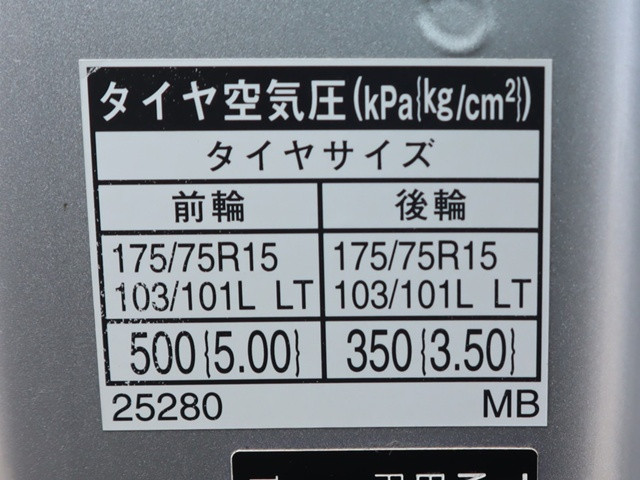 タイヤ空気圧(kPa{kg/cm²})
タイヤサイズ
前輪 後輪
175/75R15 175/75R15
103/101L LT 103/101L LT
500{5.00} 350{3.50}
25280 MB